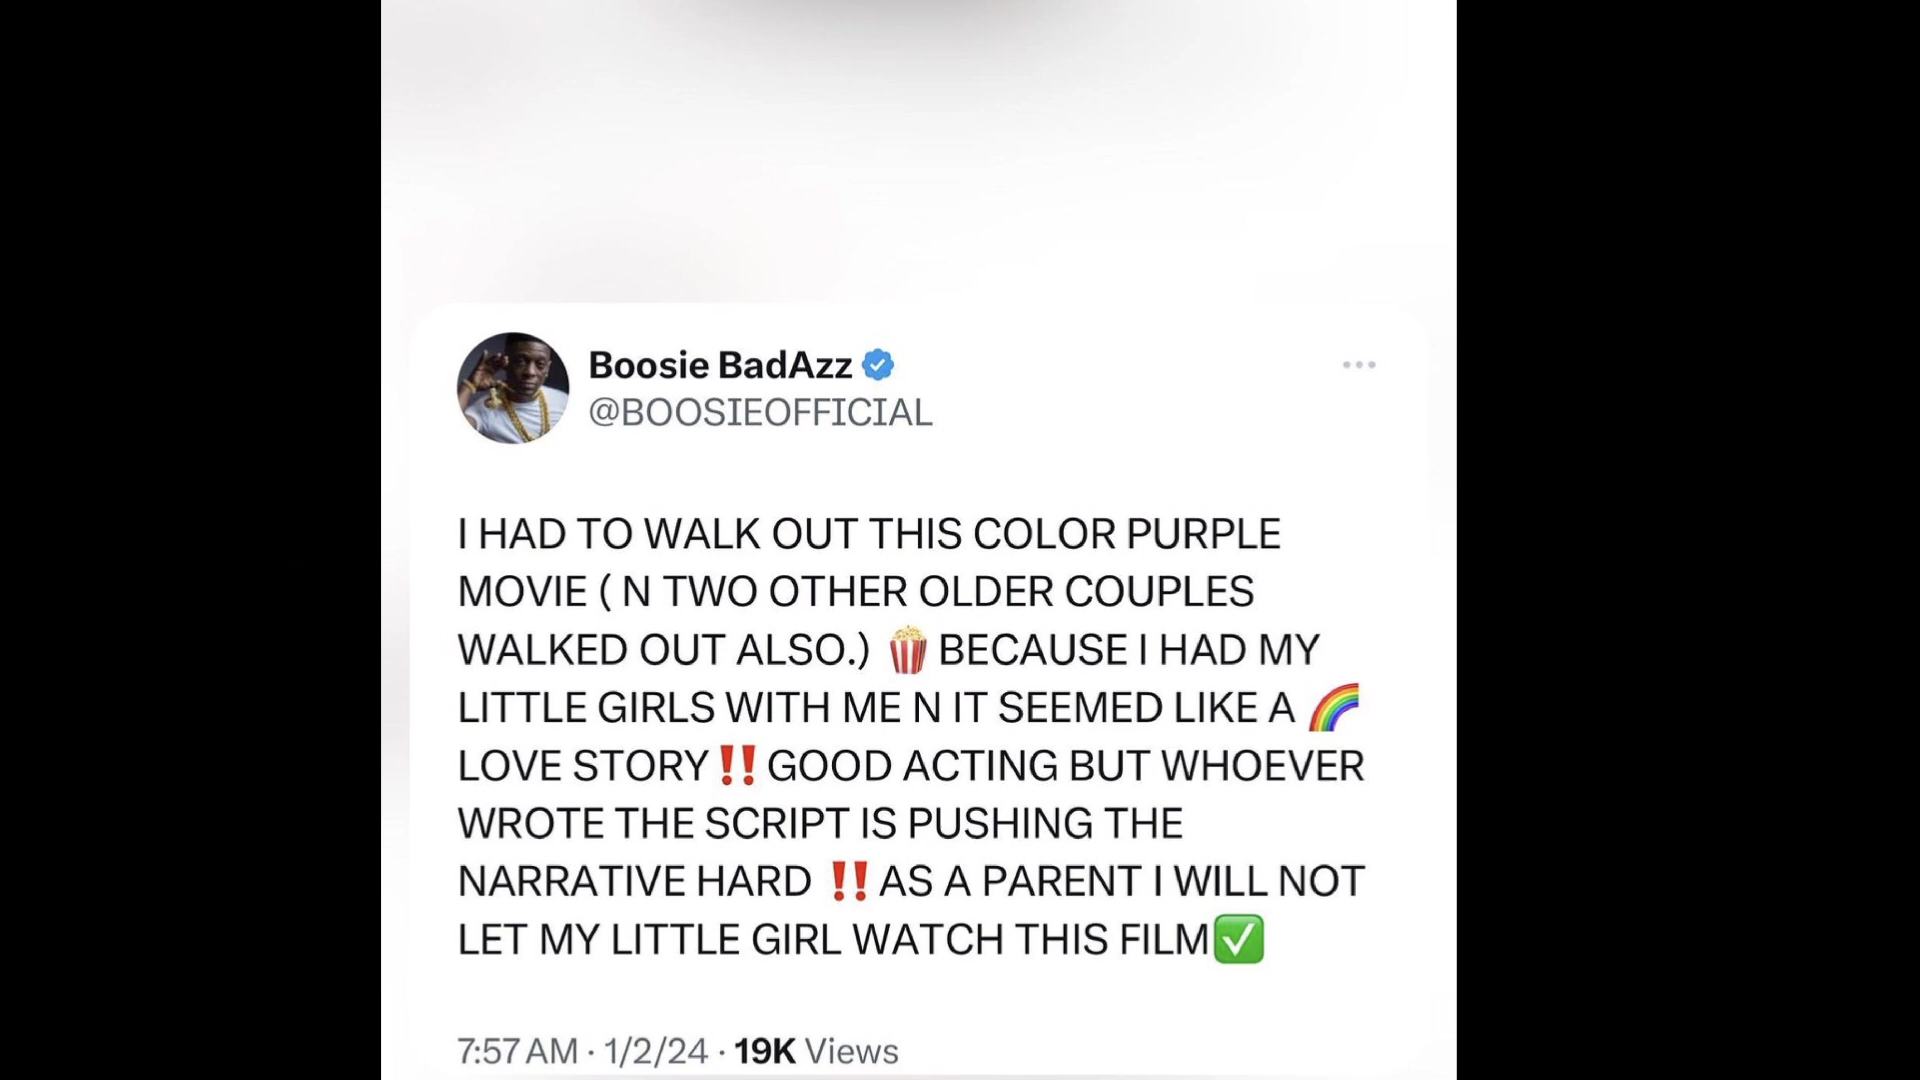 Boosie BadAzz
@BOOSIEOFFICIAL
I HAD TO WALK OUT THIS COLOR PURPLE
MOVIE ( N TWO OTHER OLDER COUPLES
WALKED OUT ALSO.) 🍿 BECAUSE I HAD MY
LITTLE GIRLS WITH ME N IT SEEMED LIKE A 🌈
LOVE STORY‼️GOOD ACTING BUT WHOEVER
WROTE THE SCRIPT IS PUSHING THE
NARRATIVE HARD ‼️AS A PARENT I WILL NOT
LET MY LITTLE GIRL WATCH THIS FILM✅
7:57 AM · 1/2/24 · 19K Views